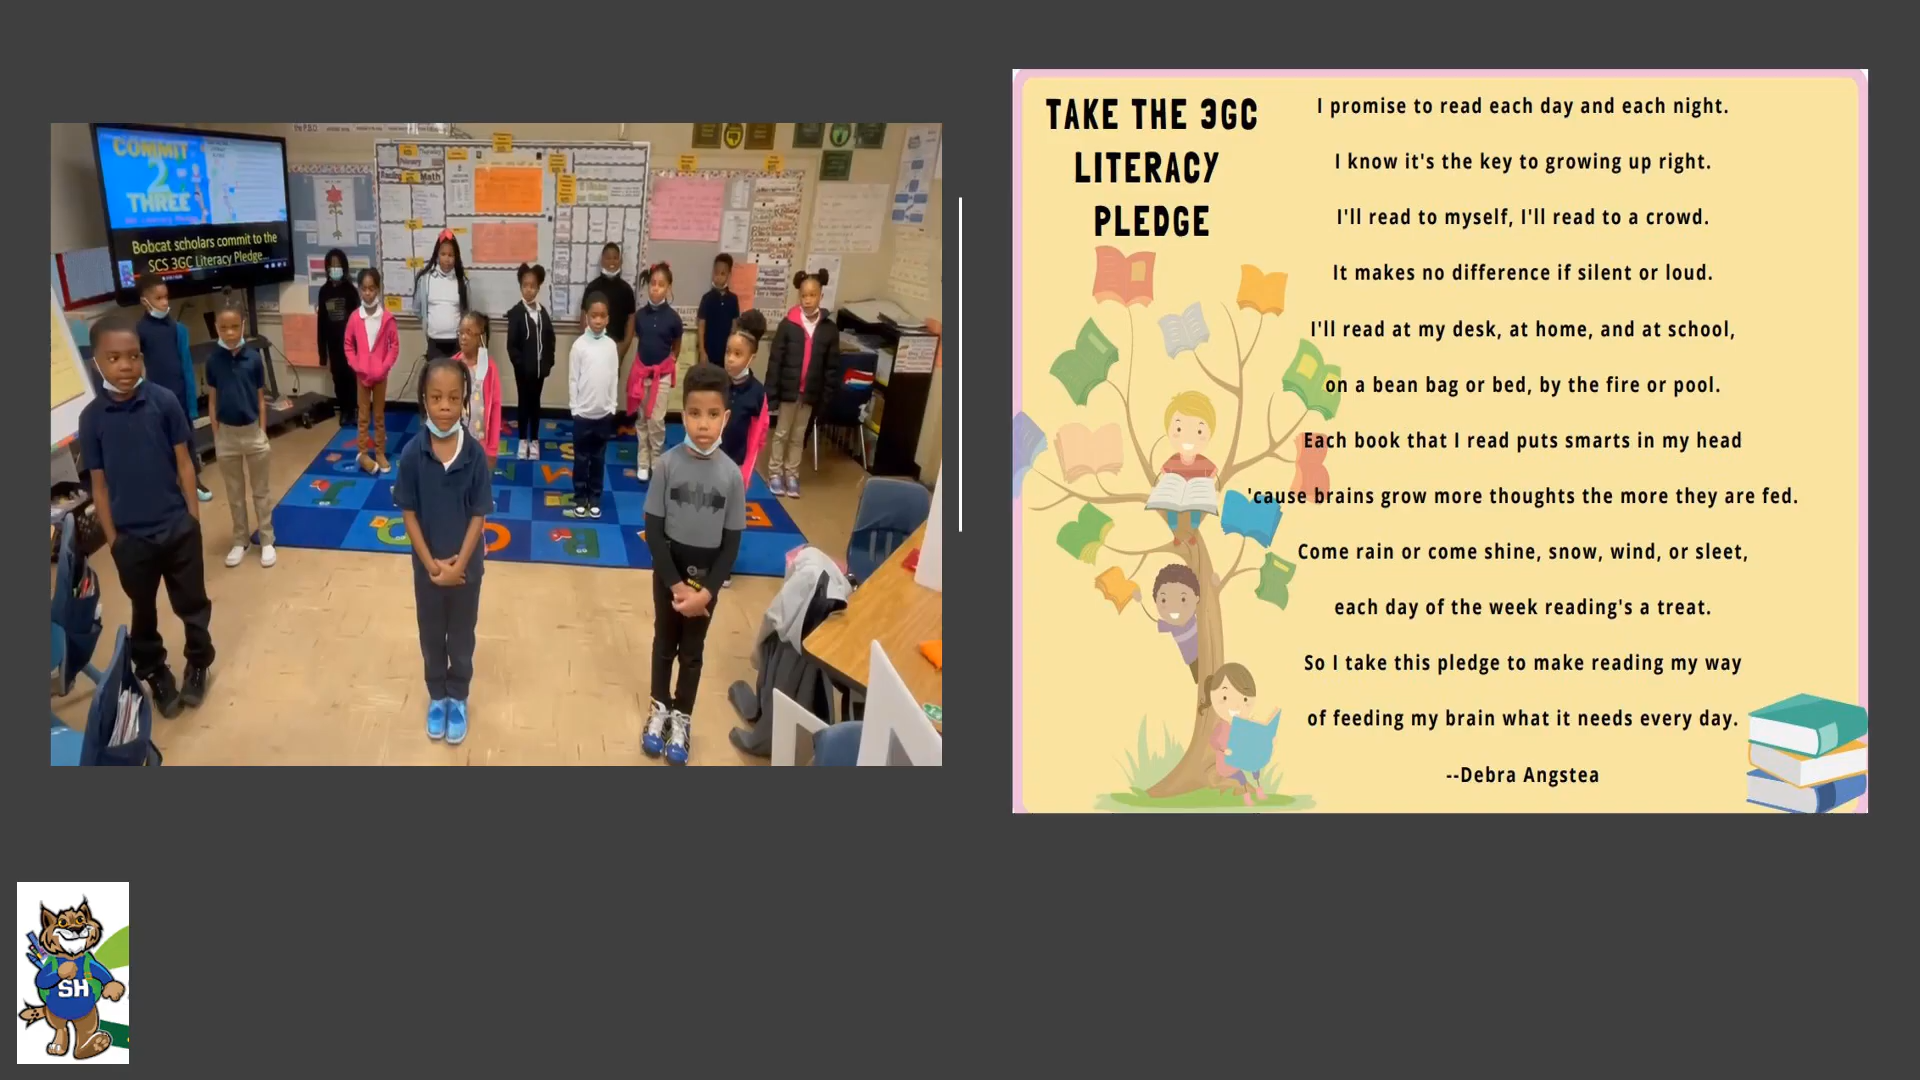 COMMIT
2
THREE
Bobcat scholars commit to the
SCS 3GC Literacy Pledge
Math
TAKE THE 3GC
LITERACY
PLEDGE
I promise to read each day and each night.
I know it's the key to growing up right.
I'll read to myself, I'll read to a crowd.
It makes no difference if silent or loud.
I'll read at my desk, at home, and at school,
on a bean bag or bed, by the fire or pool.
Each book that I read puts smarts in my head
'cause brains grow more thoughts the more they are fed.
Come rain or come shine, snow, wind, or sleet,
each day of the week reading's a treat.
So I take this pledge to make reading my way
of feeding my brain what it needs every day.
--Debra Angstea
SH